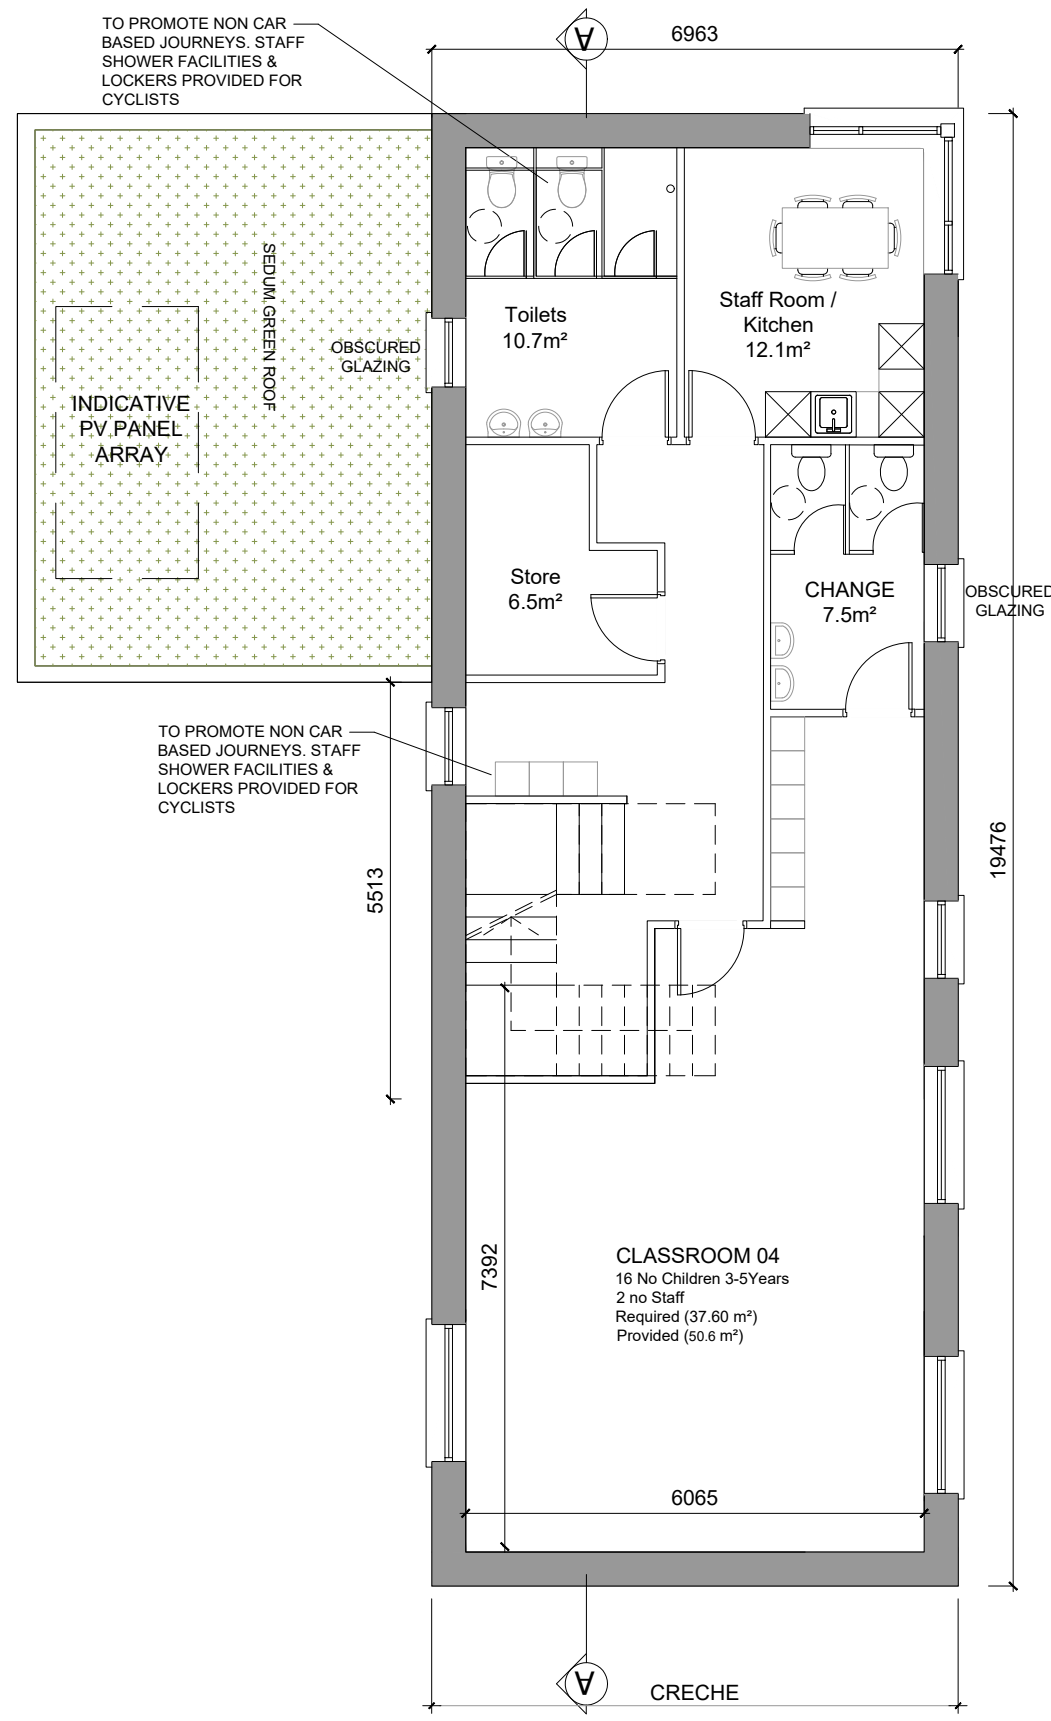 TO PROMOTE NON CAR
BASED JOURNEYS. STAFF
SHOWER FACILITIES &
LOCKERS PROVIDED FOR
CYCLISTS
A
6963
SEDUM GREEN ROOF
Toilets
10.7m²
Staff Room /
Kitchen
12.1m²
OBSCURED
GLAZING
INDICATIVE
PV PANEL
ARRAY
Store
6.5m²
CHANGE
7.5m²
OBSCURED
GLAZING
TO PROMOTE NON CAR
BASED JOURNEYS. STAFF
SHOWER FACILITIES &
LOCKERS PROVIDED FOR
CYCLISTS
19476
5513
7392
CLASSROOM 04
16 No Children 3-5Years
2 no Staff
Required (37.60 m²)
Provided (50.6 m²)
6065
A
CRECHE